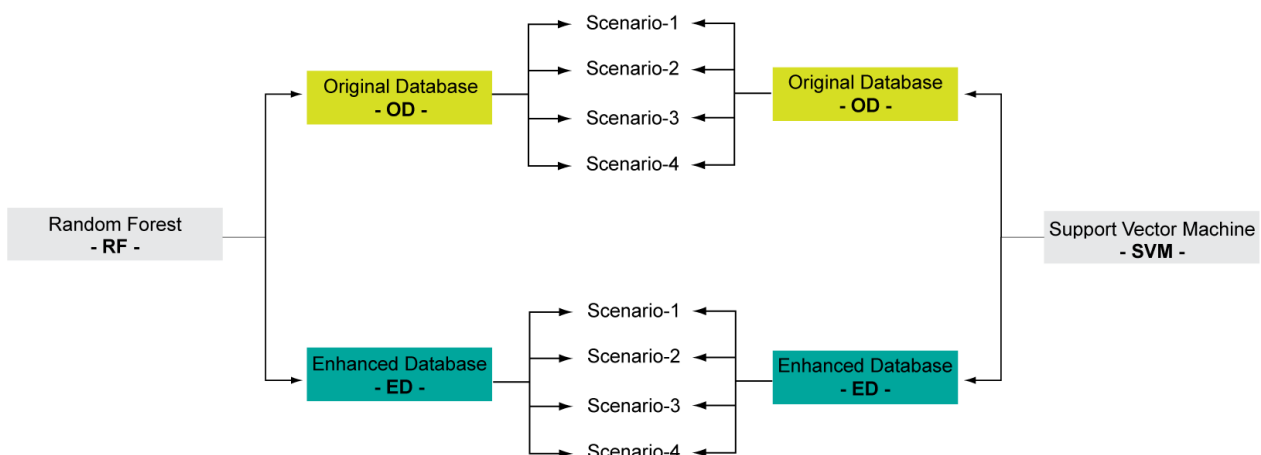 Scenario-1
Scenario-2
Scenario-3
Scenario-4
Original Database
- OD -
Original Database
- OD -
Random Forest
- RF -
Support Vector Machine
- SVM -
Scenario-1
Scenario-2
Scenario-3
Scenario-4
Enhanced Database
- ED -
Enhanced Database
- ED -